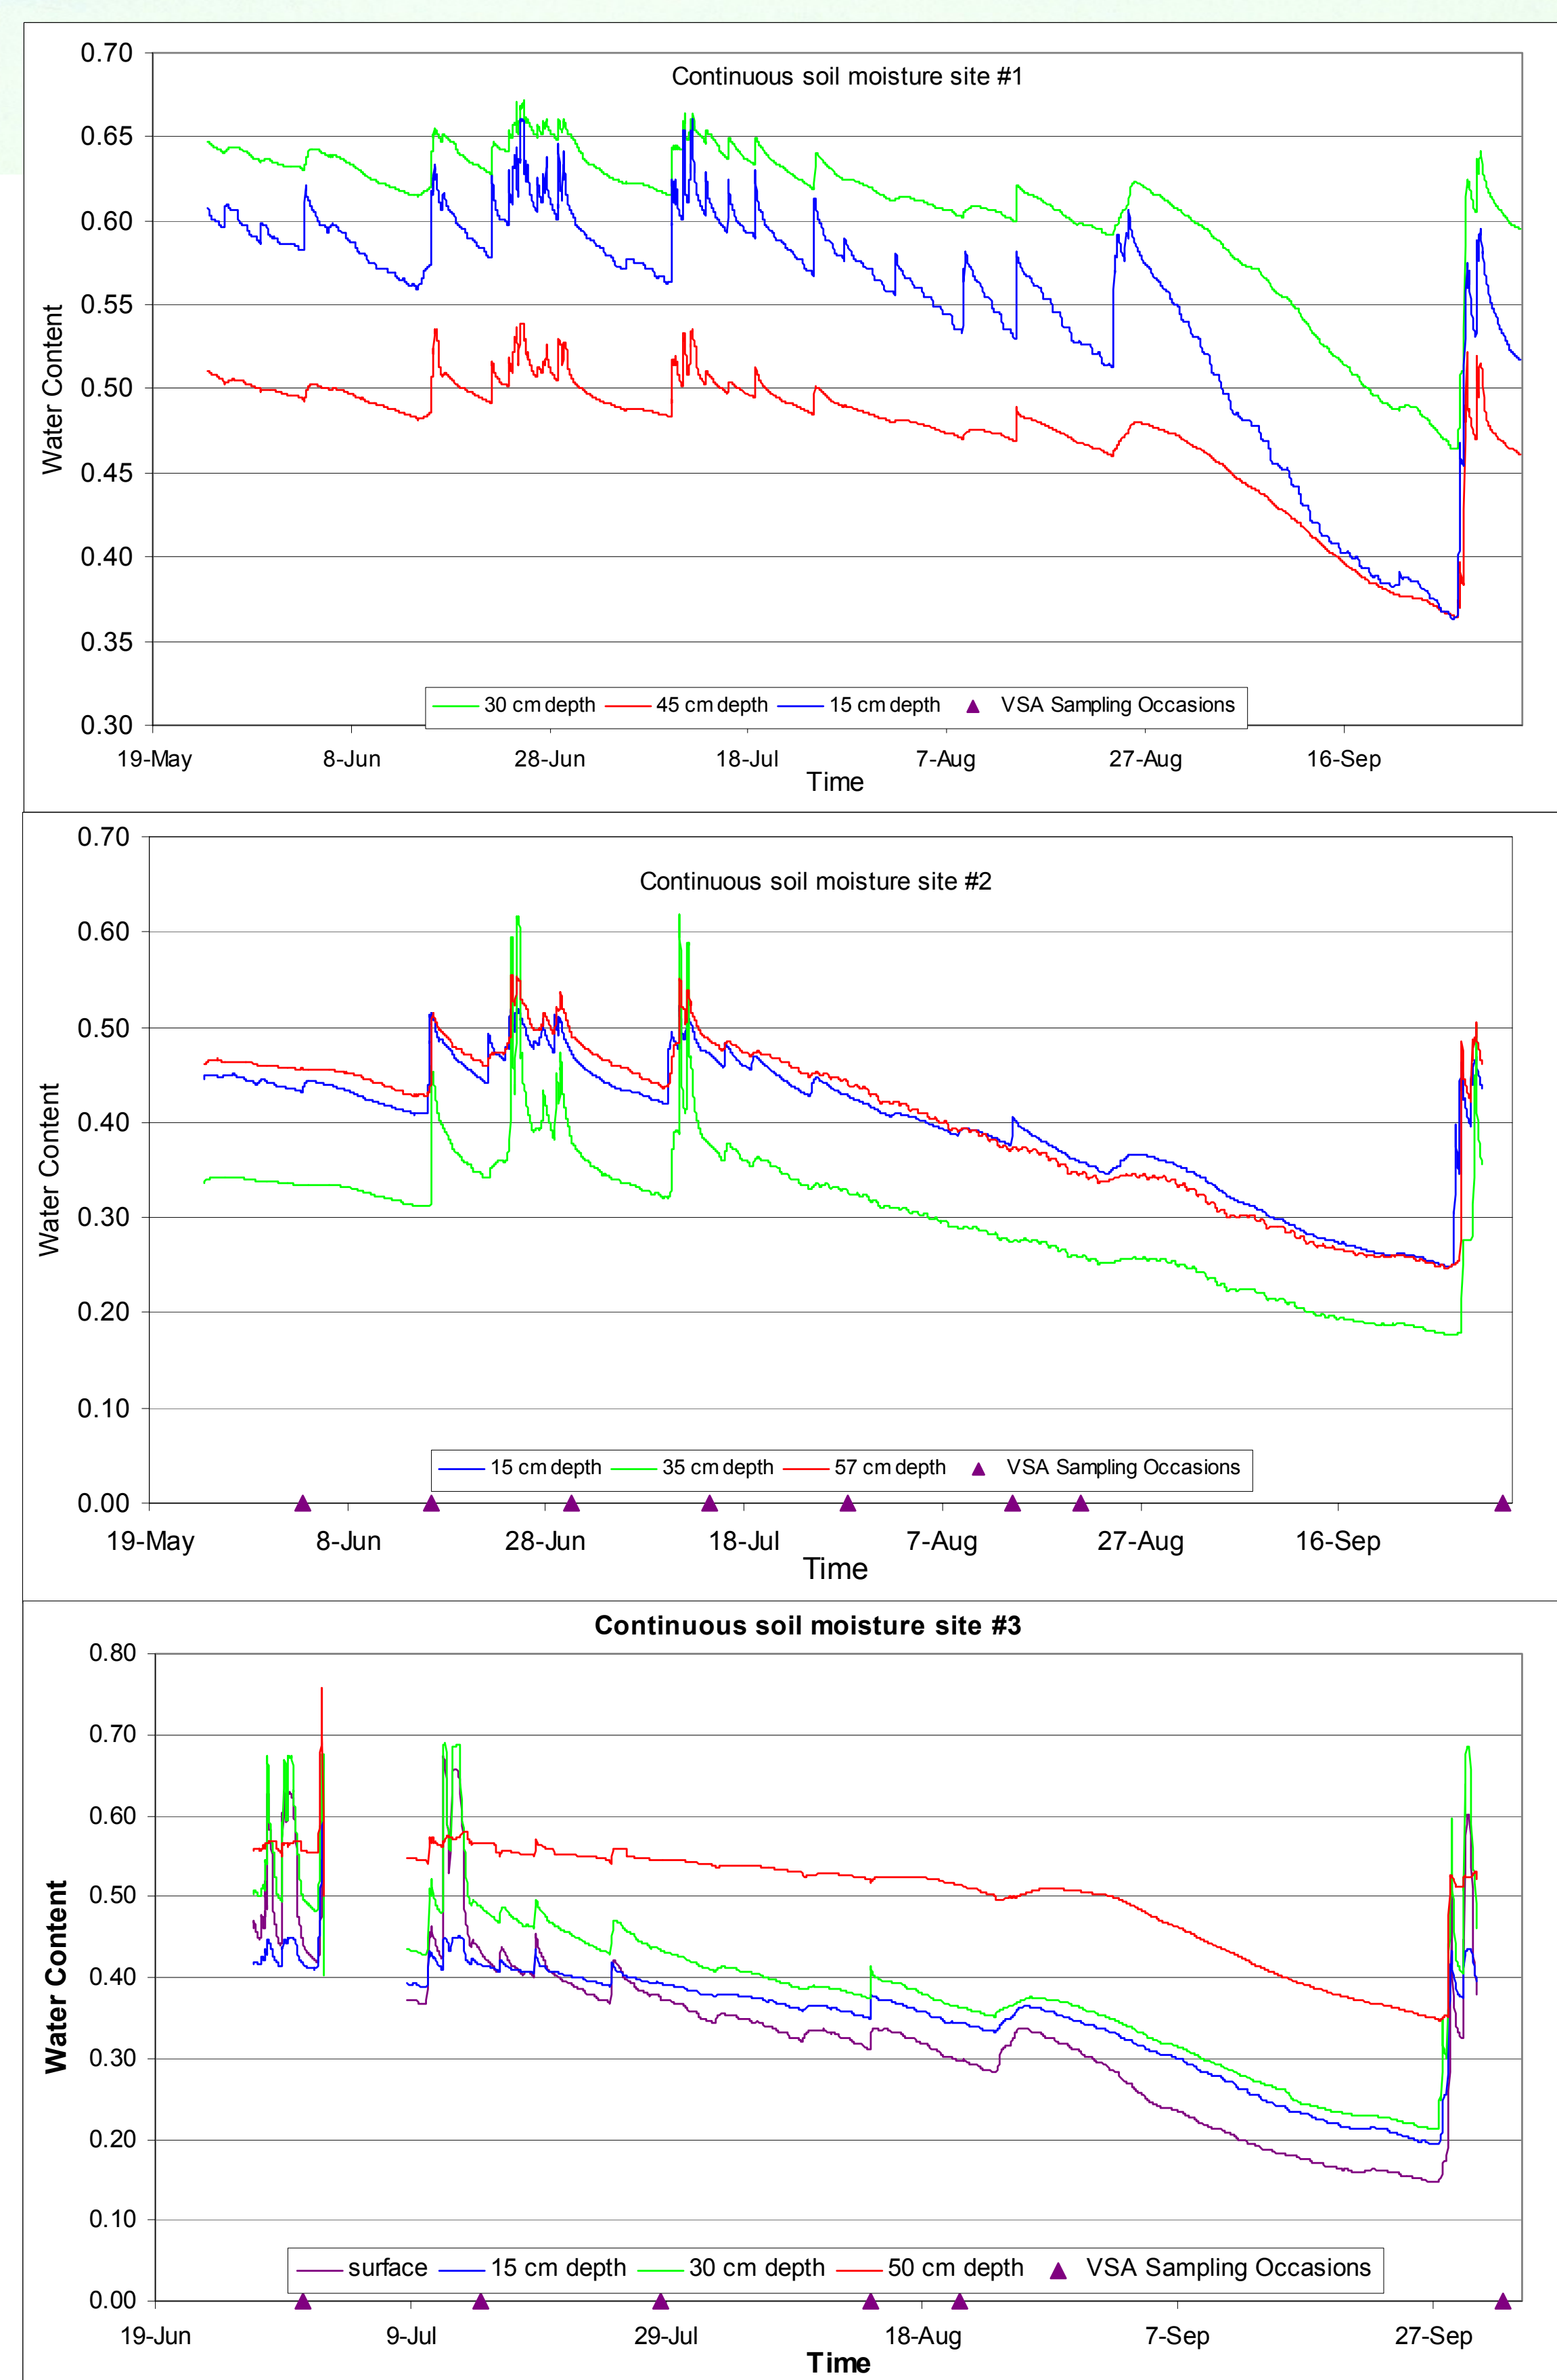 Continuous soil moisture site #1
Water Content
0.70
0.65
0.60
0.55
0.50
0.45
0.40
0.35
0.30
30 cm depth 45 cm depth 15 cm depth VSA Sampling Occasions
19-May 8-Jun 28-Jun 18-Jul 7-Aug 27-Aug 16-Sep
Time
Continuous soil moisture site #2
Water Content
0.70
0.60
0.50
0.40
0.30
0.20
0.10
0.00
15 cm depth 35 cm depth 57 cm depth VSA Sampling Occasions
19-May 8-Jun 28-Jun 18-Jul 7-Aug 27-Aug 16-Sep
Time
Continuous soil moisture site #3
Water Content
0.80
0.70
0.60
0.50
0.40
0.30
0.20
0.10
0.00
surface 15 cm depth 30 cm depth 50 cm depth VSA Sampling Occasions
19-Jun 9-Jul 29-Jul 18-Aug 7-Sep 27-Sep
Time